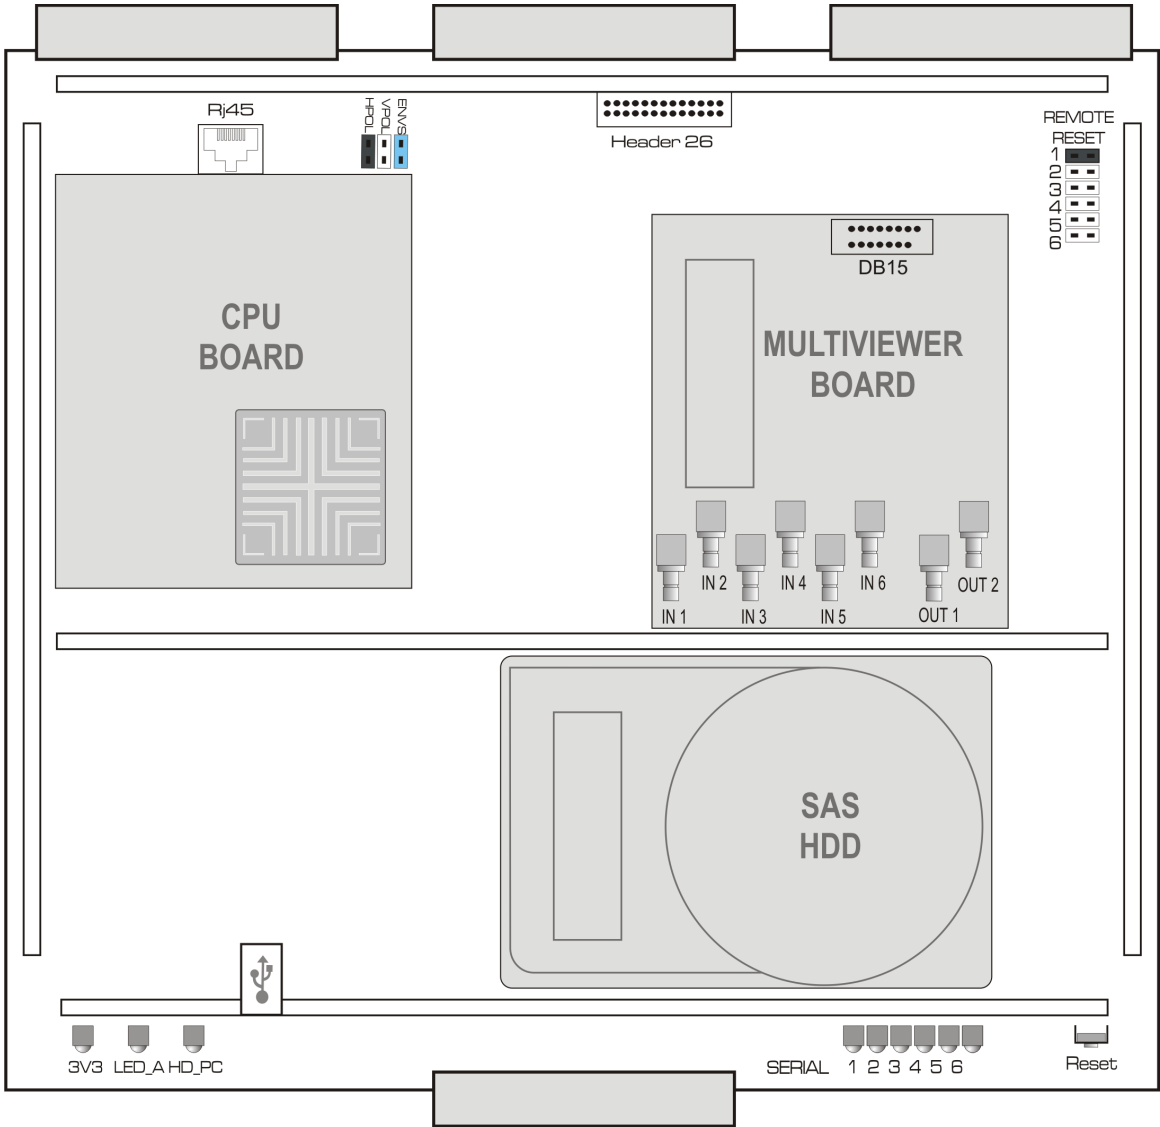 Rj45
HPOL
VPOL
ENVS
Header 26
REMOTE
RESET
1
2
3
4
5
6
DB15
CPU
BOARD
MULTIVIEWER
BOARD
IN 1
IN 2
IN 3
IN 4
IN 5
IN 6
OUT 1
OUT 2
SAS
HDD
3V3 LED_A HD_PC
SERIAL 1 2 3 4 5 6
Reset